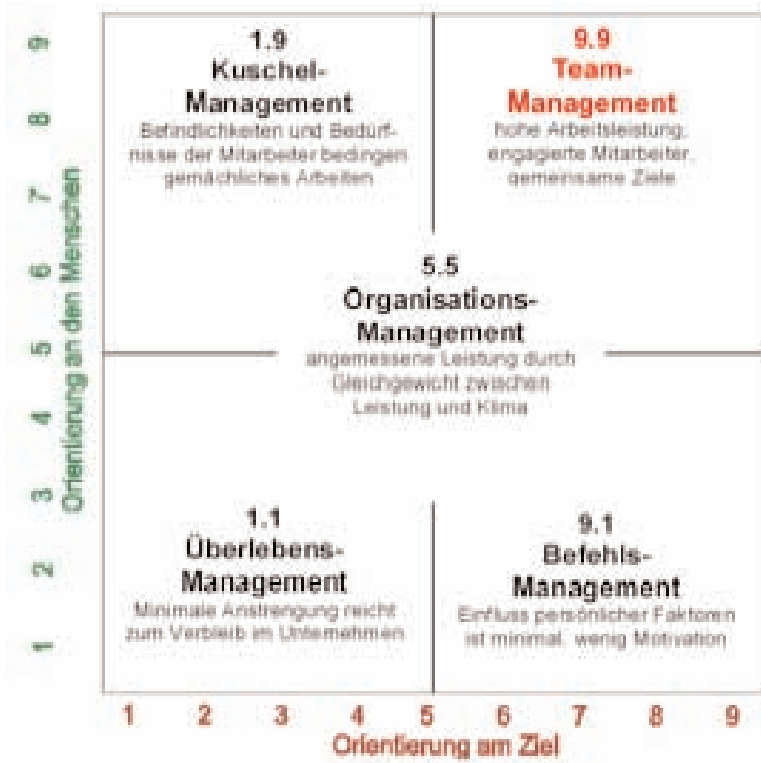 1.9
Kuschel-
Management
Befindlichkeiten und Bedürf-
nisse der Mitarbeiter bedingen
gemächliches Arbeiten
9.9
Team-
Management
hohe Arbeitsleistung,
engagierte Mitarbeiter,
gemeinsame Ziele
5.5
Organisations-
Management
angemessene Leistung durch
Gleichgewicht zwischen
Leistung und Klima
1.1
Überlebens-
Management
Minimale Anstrengung reicht
zum Verbleib im Unternehmen
9.1
Befehls-
Management
Einfluss persönlicher Faktoren
ist minimal, wenig Motivation
9
8
7
6
5
4
3
2
1
Orientierung an den Menschen
1 2 3 4 5 6 7 8 9
Orientierung am Ziel